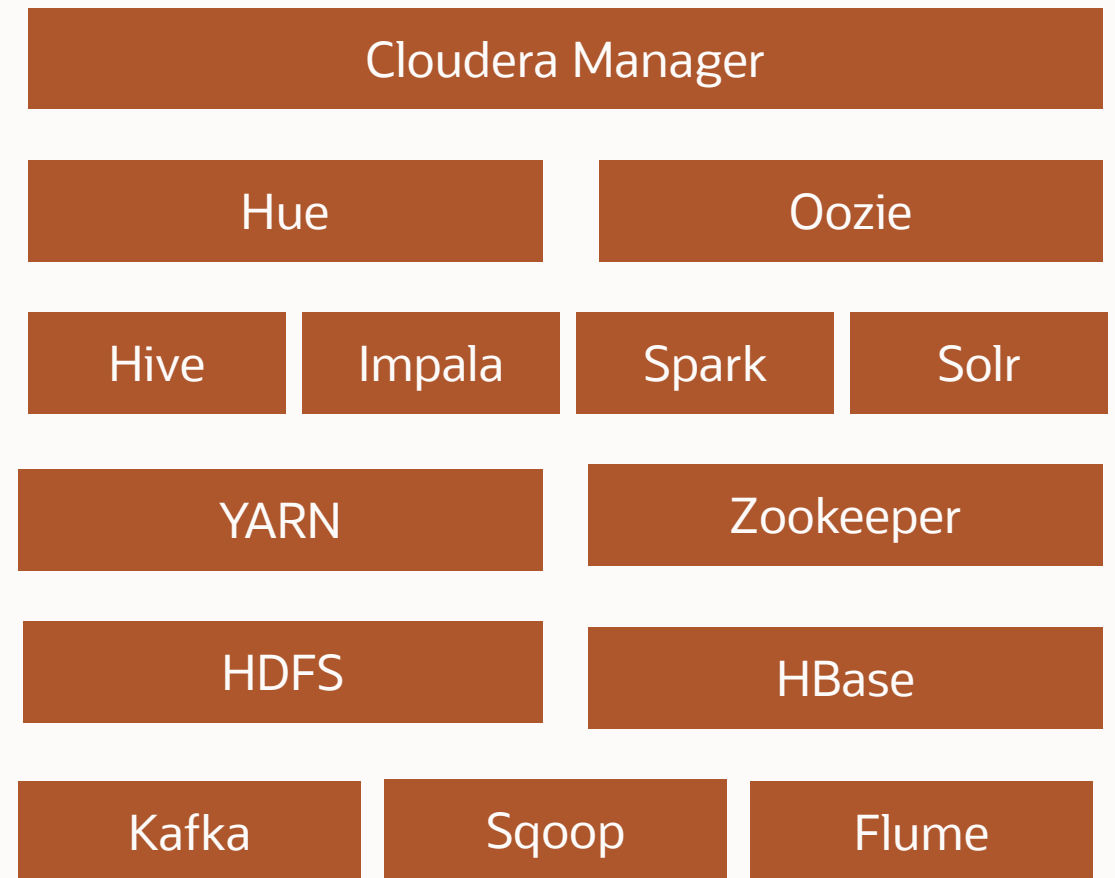 Cloudera Manager
Hue
Oozie
Hive
Impala
Spark
Solr
YARN
Zookeeper
HDFS
HBase
Kafka
Sqoop
Flume